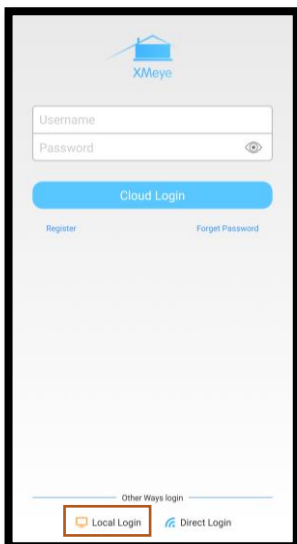 XMeye
Username
Password
Cloud Login
Register Forget Password
Other Ways login
Local Login Direct Login